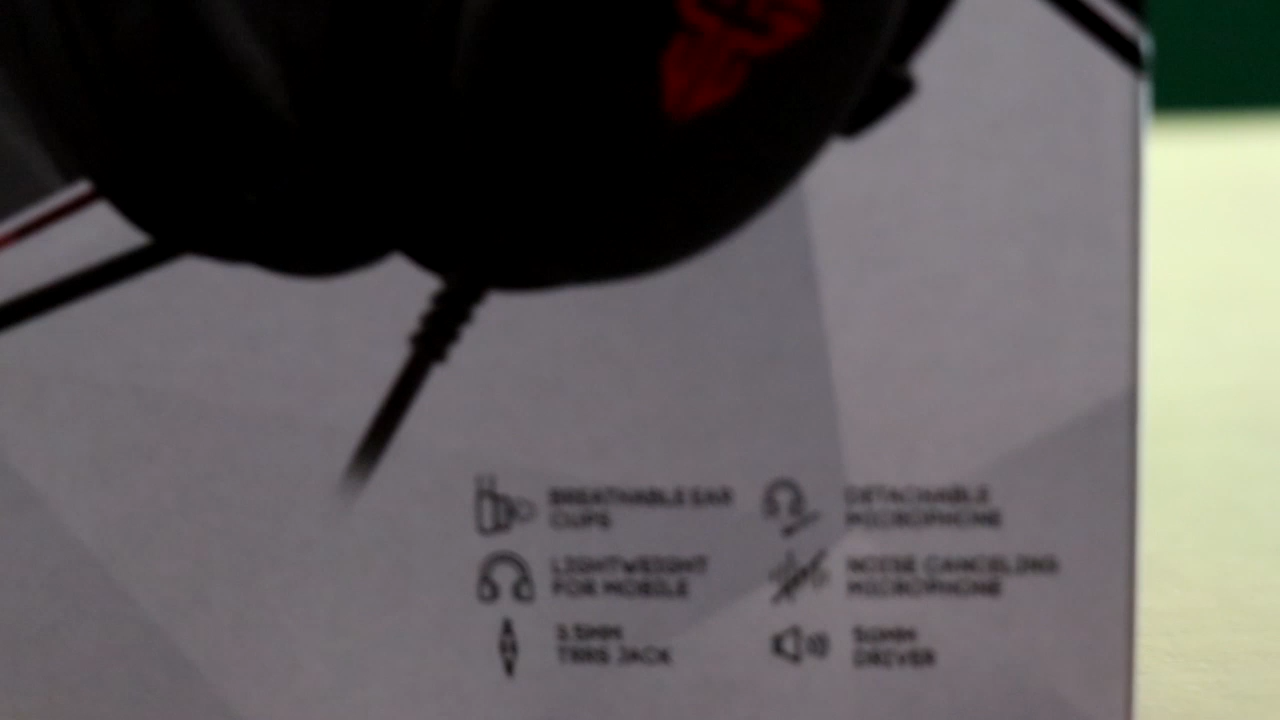 BREATHABLE EAR
CUPS
DETACHABLE
MICROPHONE
LIGHTWEIGHT
FOR MOBILE
NOISE CANCELING
MICROPHONE
3.5MM
TRRS JACK
50MM
DRIVER